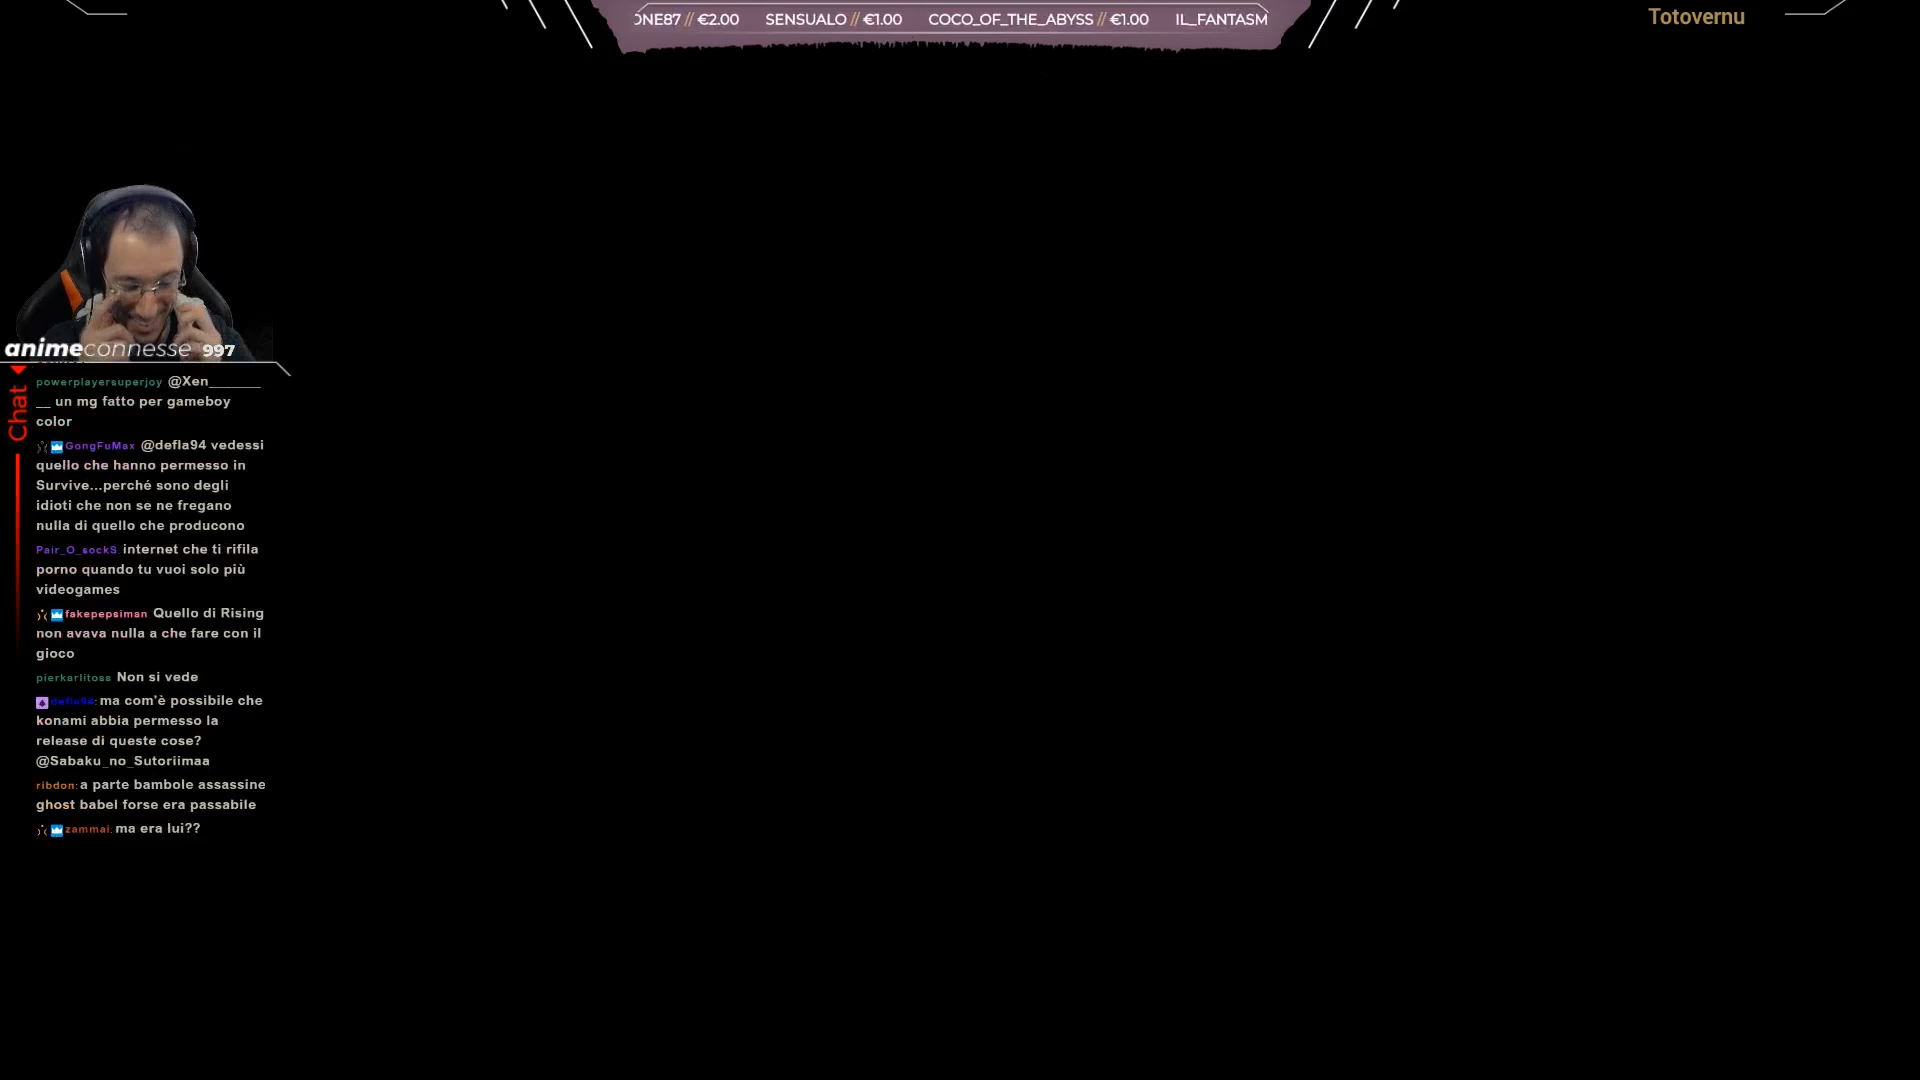 ONE87 // €2.00 SENSUALO // €1.00 COCO_OF_THE_ABYSS // €1.00 IL_FANTASM
Totovernu
animeconnesse 997
Chat
powerplayersuperjoy @Xen_______
__ un mg fatto per gameboy
color
GongFuMax @defla94 vedessi
quello che hanno permesso in
Survive...perché sono degli
idioti che non se ne fregano
nulla di quello che producono
Pair_O_sockS: internet che ti rifila
porno quando tu vuoi solo più
videogames
fakepepsiman Quello di Rising
non avava nulla a che fare con il
gioco
pierkarlitoss Non si vede
defla94: ma com'è possibile che
konami abbia permesso la
release di queste cose?
@Sabaku_no_Sutoriimaa
ribdon: a parte bambole assassine
ghost babel forse era passabile
zammai: ma era lui??